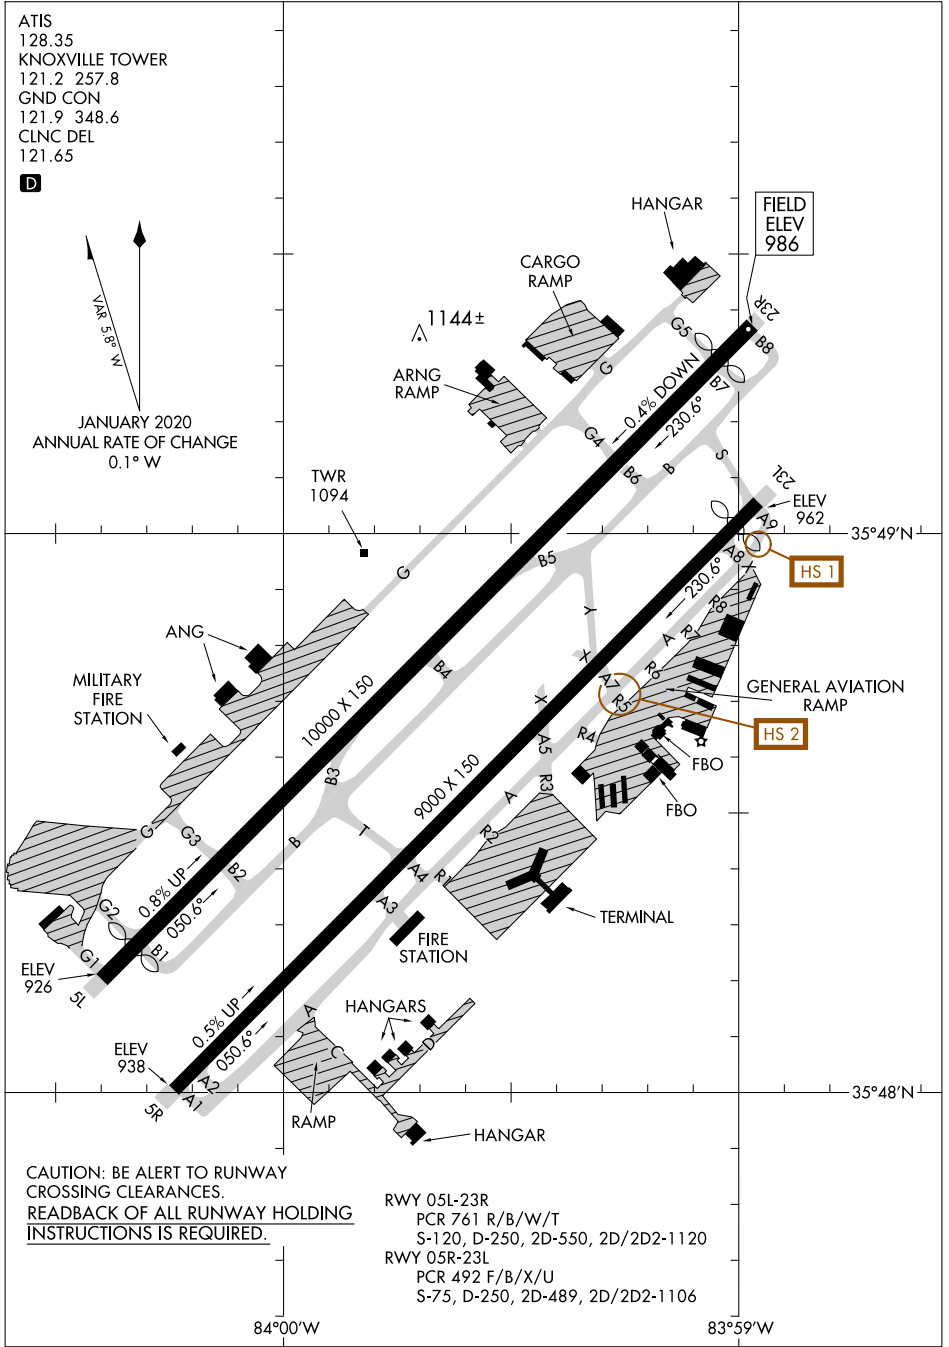 ATIS
128.35
KNOXVILLE TOWER
121.2 257.8
GND CON
121.9 348.6
CLNC DEL
121.65
D
VAR 5.8° W
JANUARY 2020
ANNUAL RATE OF CHANGE
0.1° W
HANGAR
FIELD
ELEV
986
CARGO
RAMP
1144±
ARNG
RAMP
23R
G5
B8
G
B7
0.4% DOWN
230.6°
G4
B6
B
S
TWR
1094
23L
ELEV
962
A9
35°49'N
HS 1
B5
A8
X
G
230.6°
Y
R8
R7
A
ANG
X
R6
B4
A7
R5
X
MILITARY
FIRE
STATION
GENERAL AVIATION
RAMP
10000 X 150
HS 2
R4
A5
FBO
B3
R3
9000 X 150
A
FBO
G
G3
T
R2
B
B2
A4
R1
0.8% UP
050.6°
A3
G2
TERMINAL
B1
FIRE
STATION
G1
ELEV
926
5L
HANGARS
A
0.5% UP
050.6°
C
D
ELEV
938
A2
A1
5R
35°48'N
RAMP
HANGAR
CAUTION: BE ALERT TO RUNWAY
CROSSING CLEARANCES.
READBACK OF ALL RUNWAY HOLDING
INSTRUCTIONS IS REQUIRED.
RWY 05L-23R
PCR 761 R/B/W/T
S-120, D-250, 2D-550, 2D/2D2-1120
RWY 05R-23L
PCR 492 F/B/X/U
S-75, D-250, 2D-489, 2D/2D2-1106
84°00'W
83°59'W